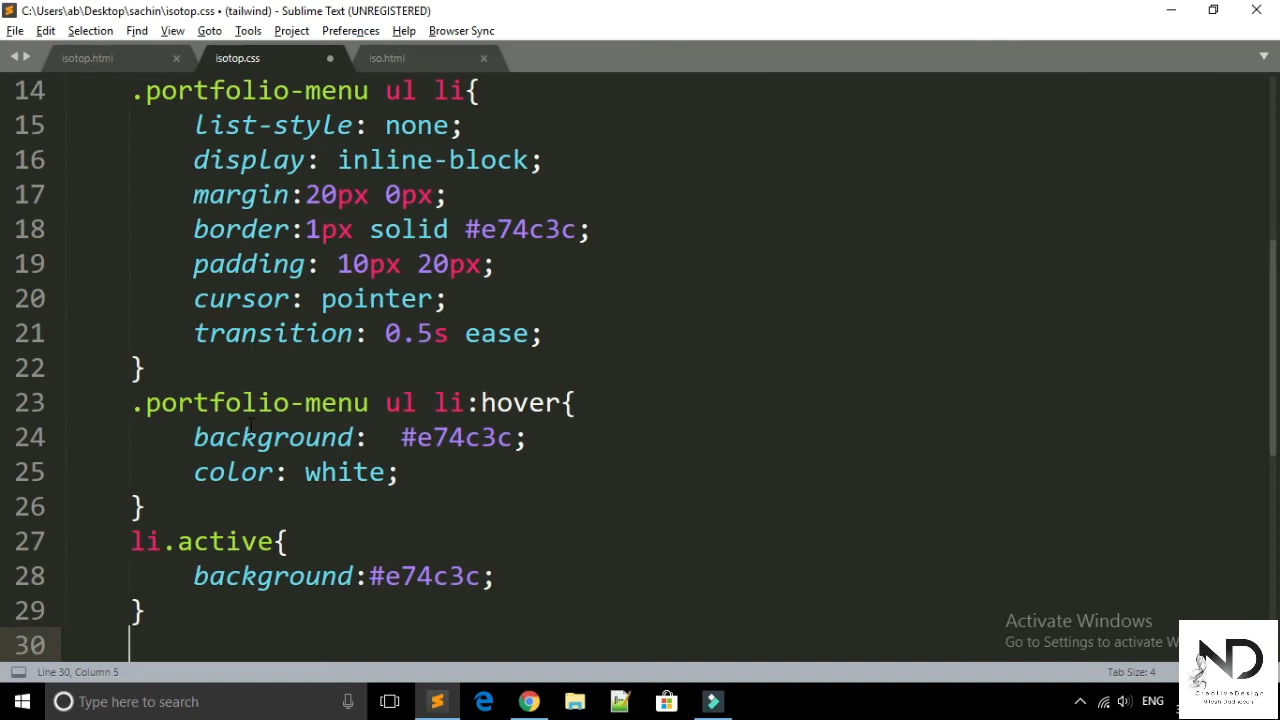 C:\Users\ab\Desktop\sachin\isotop.css • (tailwind) - Sublime Text (UNREGISTERED)
File Edit Selection Find View Goto Tools Project Preferences Help Browser Sync
isotop.html isotop.css iso.html
14 .portfolio-menu ul li{
15 list-style: none;
16 display: inline-block;
17 margin:20px 0px;
18 border:1px solid #e74c3c;
19 padding: 10px 20px;
20 cursor: pointer;
21 transition: 0.5s ease;
22 }
23 .portfolio-menu ul li:hover{
24 background:  #e74c3c;
25 color: white;
26 }
27 li.active{
28 background:#e74c3c;
29 }
30
Activate Windows
Go to Settings to activate W
ND
CreativeDesign
Line 30, Column 5
Tab Size: 4
Type here to search
ENG